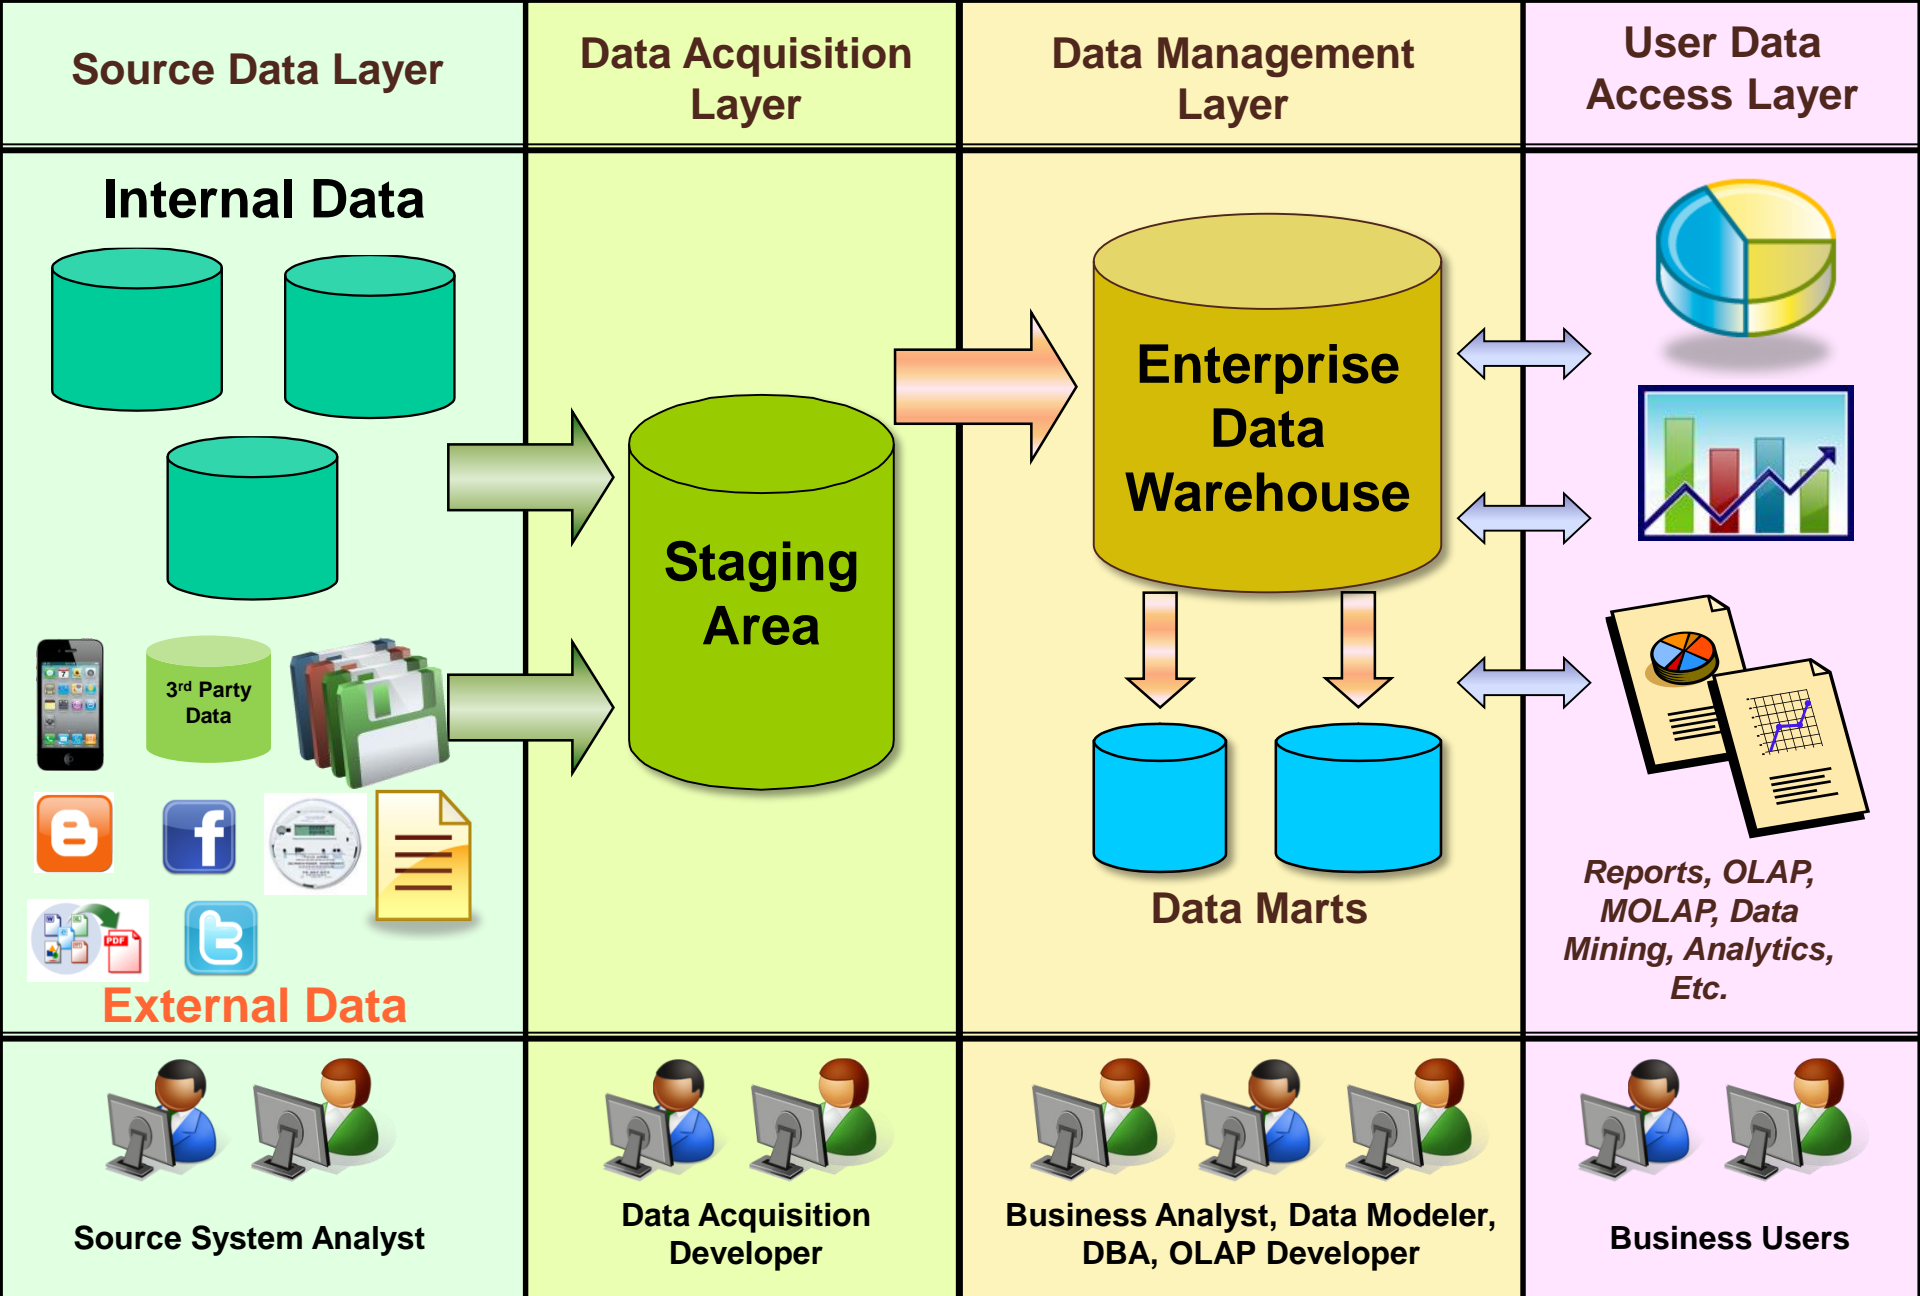 Source Data Layer
Data Acquisition
Layer
Data Management
Layer
User Data
Access Layer
Internal Data
3rd Party
Data
PDF
External Data
Staging
Area
Enterprise
Data
Warehouse
Data Marts
Reports, OLAP,
MOLAP, Data
Mining, Analytics,
Etc.
Source System Analyst
Data Acquisition
Developer
Business Analyst, Data Modeler,
DBA, OLAP Developer
Business Users